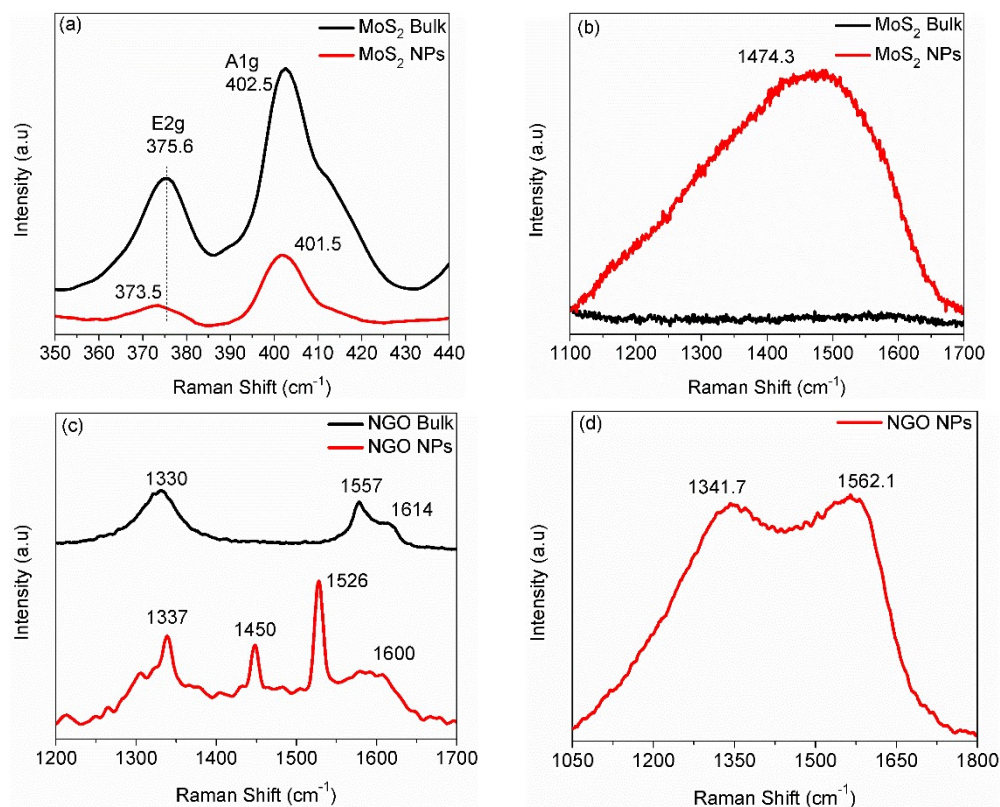 (a)
MoS₂ Bulk
MoS₂ NPs
A1g
402.5
E2g
375.6
401.5
373.5
Intensity (a.u)
350 360 370 380 390 400 410 420 430 440
Raman Shift (cm⁻¹)
(b)
MoS₂ Bulk
MoS₂ NPs
1474.3
Intensity (a.u)
1100 1200 1300 1400 1500 1600 1700
Raman Shift (cm⁻¹)
(c)
NGO Bulk
NGO NPs
1330
1557
1614
1526
1337
1450
1600
Intensity (a.u)
1200 1300 1400 1500 1600 1700
Raman Shift (cm⁻¹)
(d)
NGO NPs
1341.7
1562.1
Intensity (a.u)
1050 1200 1350 1500 1650 1800
Raman Shift (cm⁻¹)